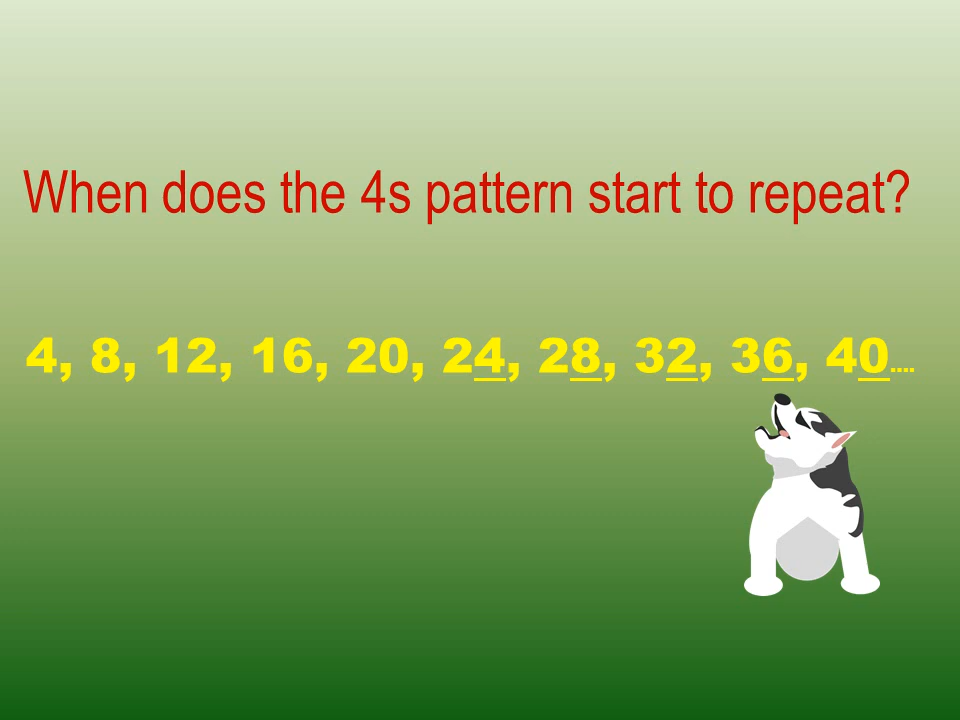 When does the 4s pattern start to repeat?
4, 8, 12, 16, 20, 24, 28, 32, 36, 40....